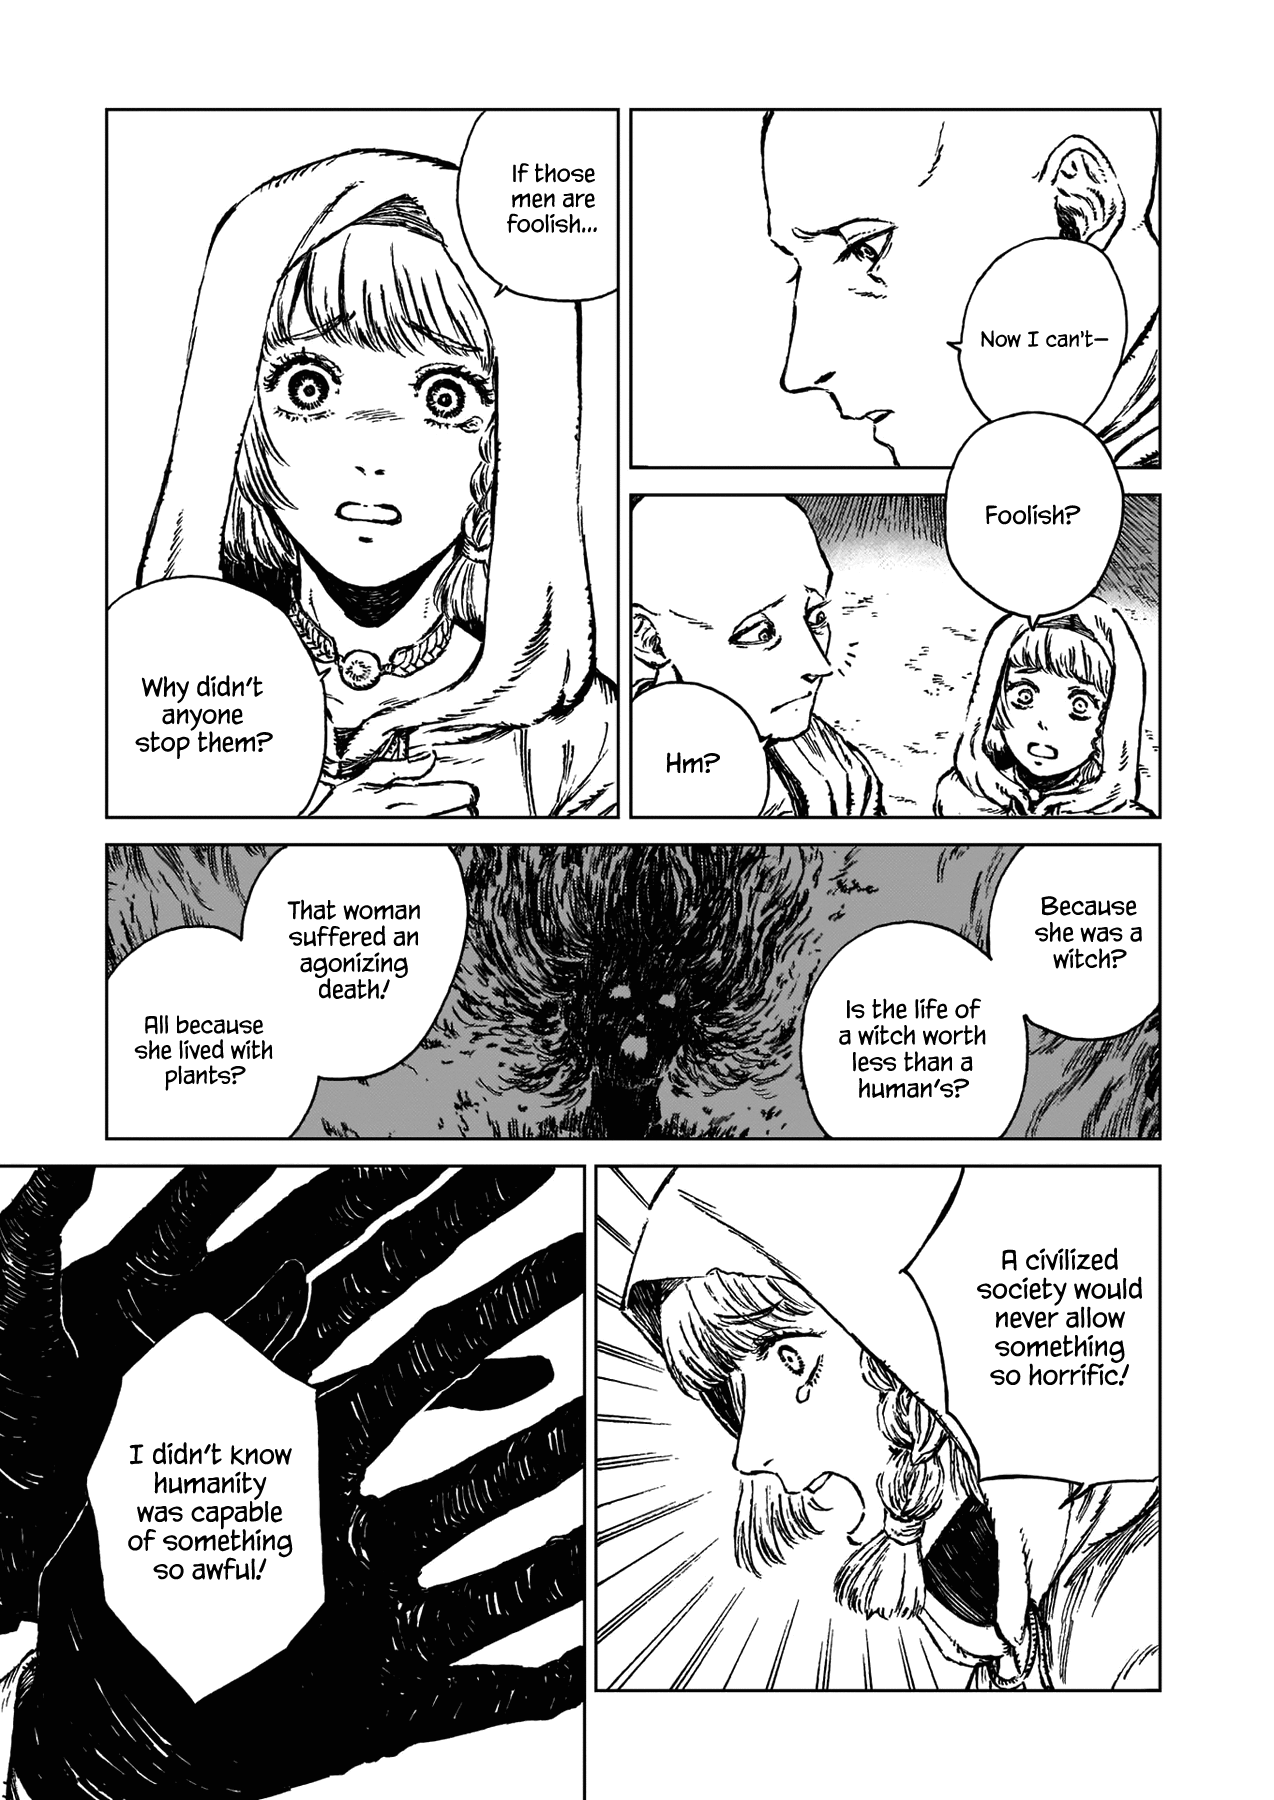 Now I can't—
Foolish?
Hm?
If those
men are
foolish...
Why didn't
anyone
stop them?
Because
she was a
witch?
Is the life of
a witch worth
less than a
human's?
That woman
suffered an
agonizing
death!
All because
she lived with
plants?
A civilized
society would
never allow
something
so horrific!
I didn't know
humanity
was capable
of something
so awful!